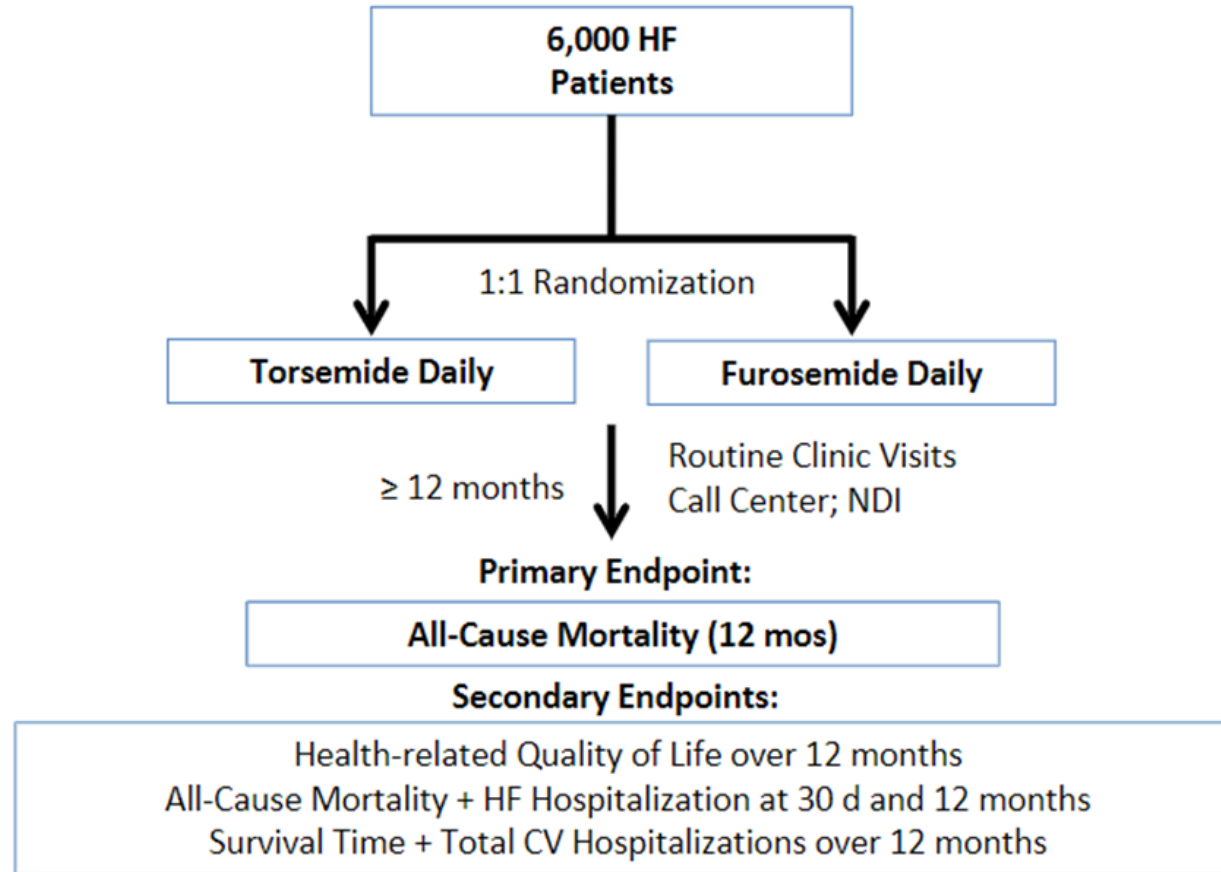 6,000 HF
Patients
1:1 Randomization
Torsemide Daily
Furosemide Daily
≥ 12 months
Routine Clinic Visits
Call Center; NDI
Primary Endpoint:
All-Cause Mortality (12 mos)
Secondary Endpoints:
Health-related Quality of Life over 12 months
All-Cause Mortality + HF Hospitalization at 30 d and 12 months
Survival Time + Total CV Hospitalizations over 12 months